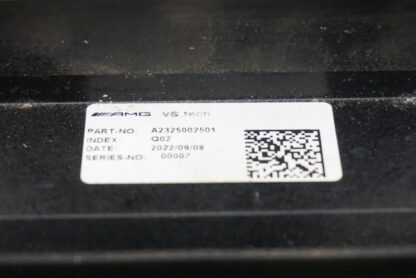 AMG VS tech
PART-NO: A2325002501
INDEX: Q02
DATE: 2022/09/08
SERIES-NO: 00007